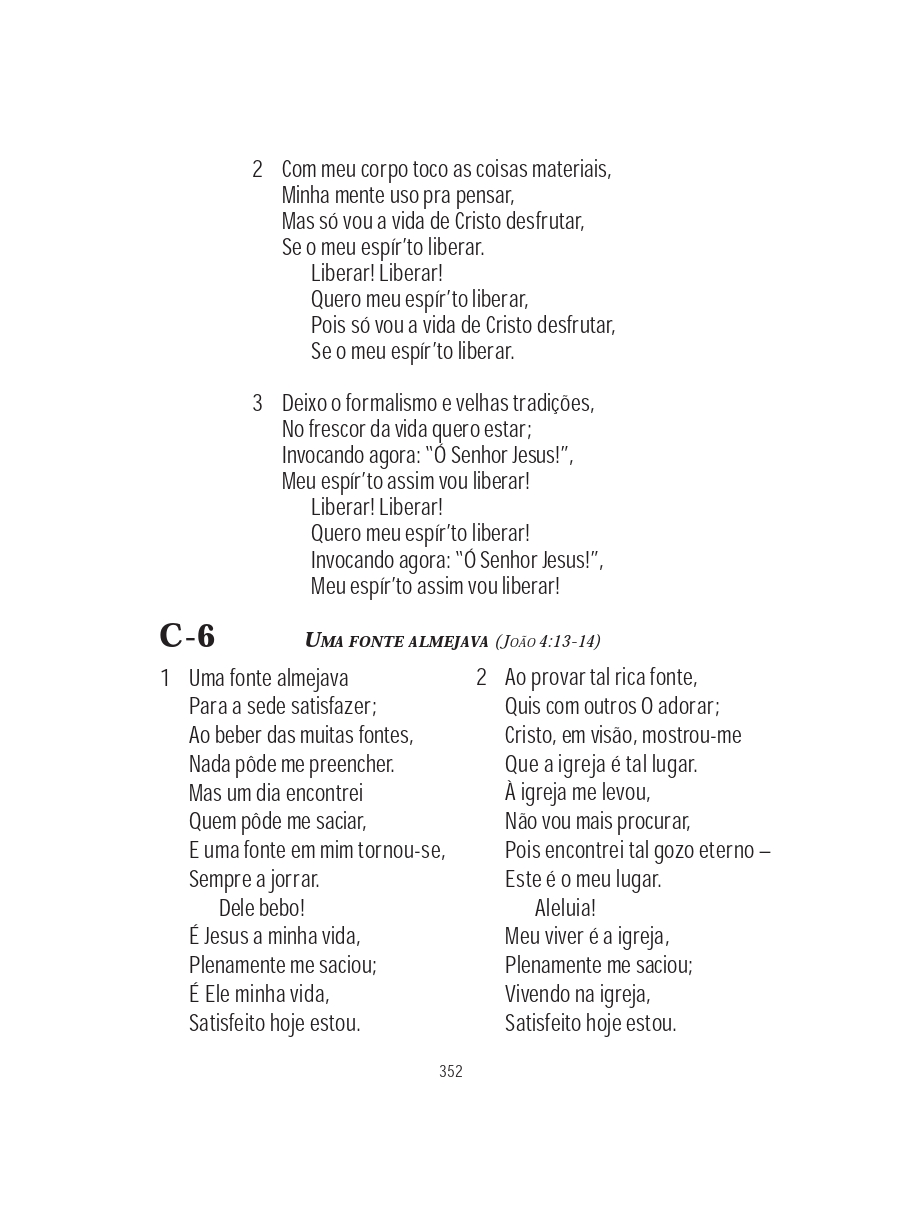 2 Com meu corpo toco as coisas materiais,
Minha mente uso pra pensar,
Mas só vou a vida de Cristo desfrutar,
Se o meu espír’to liberar.
Liberar! Liberar!
Quero meu espír’to liberar,
Pois só vou a vida de Cristo desfrutar,
Se o meu espír’to liberar.
3 Deixo o formalismo e velhas tradições,
No frescor da vida quero estar;
Invocando agora: “Ó Senhor Jesus!”,
Meu espír’to assim vou liberar!
Liberar! Liberar!
Quero meu espír’to liberar!
Invocando agora: “Ó Senhor Jesus!”,
Meu espír’to assim vou liberar!
C-6 UMA FONTE ALMEJAVA (JOÃO 4:13-14)
1 Uma fonte almejava
Para a sede satisfazer;
Ao beber das muitas fontes,
Nada pôde me preencher.
Mas um dia encontrei
Quem pôde me saciar,
E uma fonte em mim tornou-se,
Sempre a jorrar.
Dele bebo!
É Jesus a minha vida,
Plenamente me saciou;
É Ele minha vida,
Satisfeito hoje estou.
2 Ao provar tal rica fonte,
Quis com outros O adorar;
Cristo, em visão, mostrou-me
Que a igreja é tal lugar.
À igreja me levou,
Não vou mais procurar,
Pois encontrei tal gozo eterno –
Este é o meu lugar.
Aleluia!
Meu viver é a igreja,
Plenamente me saciou;
Vivendo na igreja,
Satisfeito hoje estou.
352